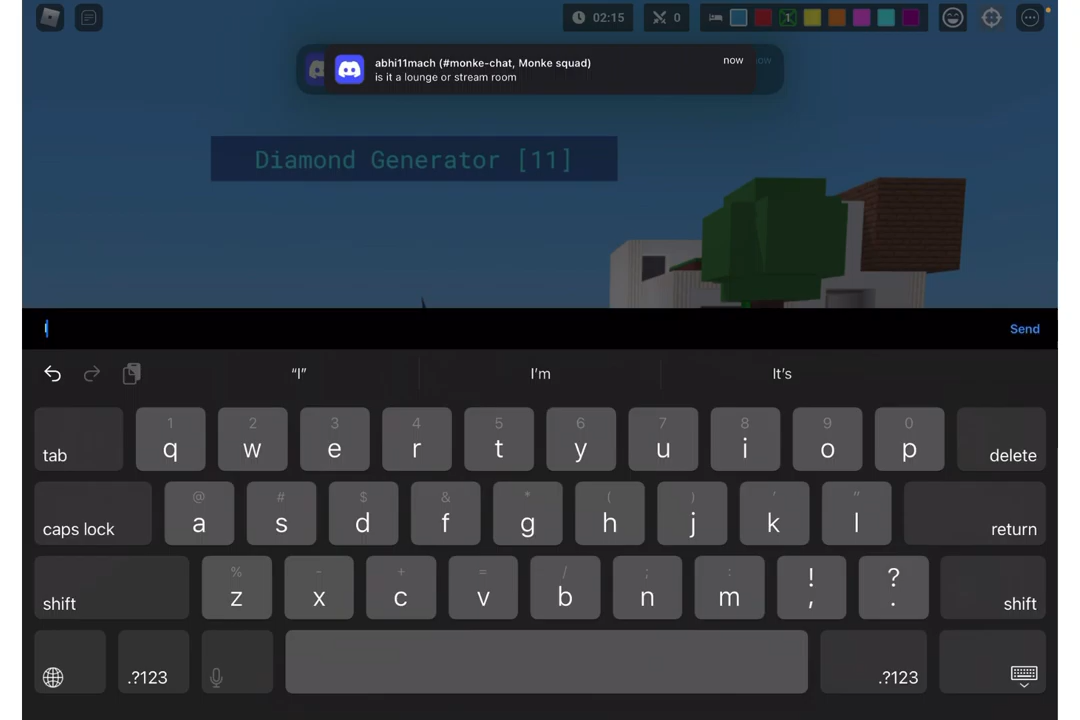 02:15
0
1
abhi11mach (#monke-chat, Monke squad)
now
now
is it a lounge or stream room
Diamond Generator [11]
I
Send
“I”
I’m
It’s
1 2 3 4 5 6 7 8 9 0
tab q w e r t y u i o p delete
@ # $ & * ( ) ' "
caps lock a s d f g h j k l return
% - + = / ; : ! ?
shift z x c v b n m , . shift
.?123 .?123